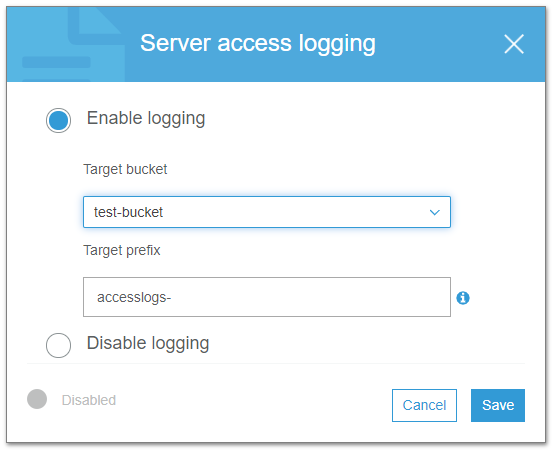 Server access logging
Enable logging
Target bucket
test-bucket
Target prefix
accesslogs-
Disable logging
Disabled
Cancel
Save